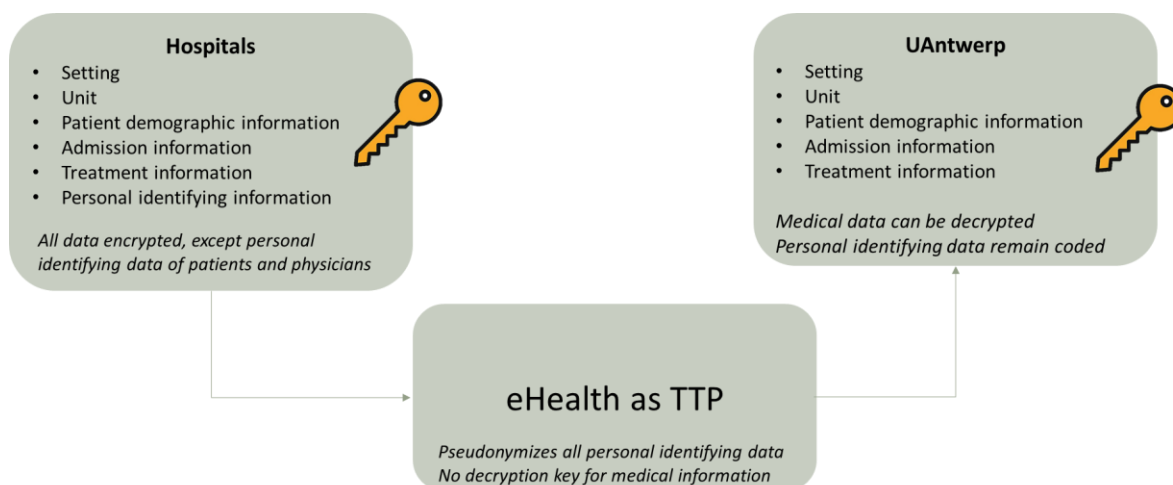 Hospitals
• Setting
• Unit
• Patient demographic information
• Admission information
• Treatment information
• Personal identifying information
All data encrypted, except personal
identifying data of patients and physicians
UAntwerp
• Setting
• Unit
• Patient demographic information
• Admission information
• Treatment information
Medical data can be decrypted
Personal identifying data remain coded
eHealth as TTP
Pseudonymizes all personal identifying data
No decryption key for medical information